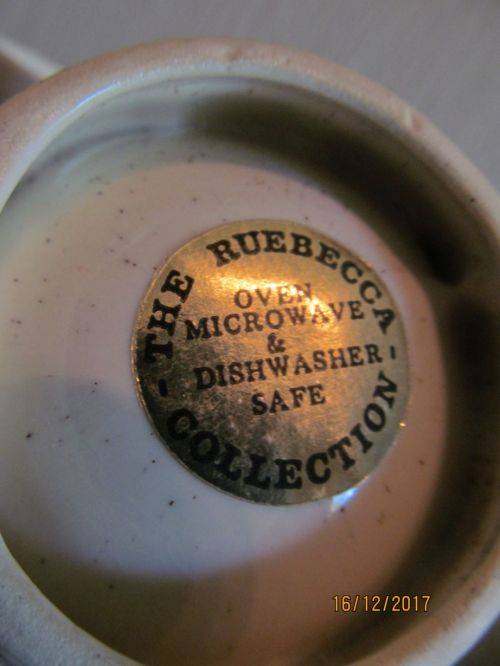 THE RUEBECCA
OVEN
MICROWAVE
&
DISHWASHER
SAFE
- COLLECTION -
16/12/2017